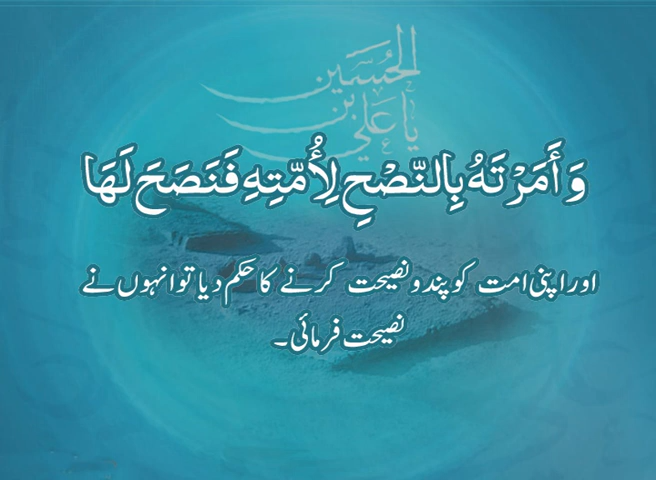 يا علي بن الحسين
وَأَمَرْتَهُ بِالنُّصْحِ لِأُمَّتِهِ فَنَصَحَ لَهَا
اور اپنی امت کو پند و نصیحت کرنے کا حکم دیا تو انہوں نے
نصیحت فرمائی۔